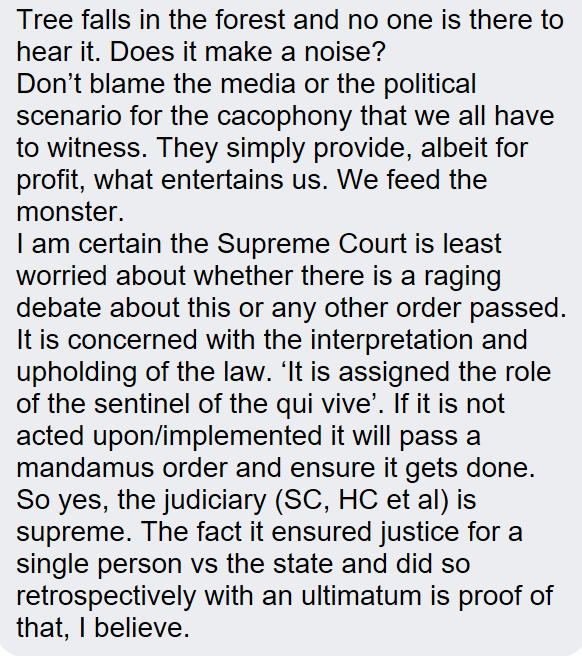 Tree falls in the forest and no one is there to
hear it. Does it make a noise?
Don’t blame the media or the political
scenario for the cacophony that we all have
to witness. They simply provide, albeit for
profit, what entertains us. We feed the
monster.
I am certain the Supreme Court is least
worried about whether there is a raging
debate about this or any other order passed.
It is concerned with the interpretation and
upholding of the law. ‘It is assigned the role
of the sentinel of the qui vive’. If it is not
acted upon/implemented it will pass a
mandamus order and ensure it gets done.
So yes, the judiciary (SC, HC et al) is
supreme. The fact it ensured justice for a
single person vs the state and did so
retrospectively with an ultimatum is proof of
that, I believe.